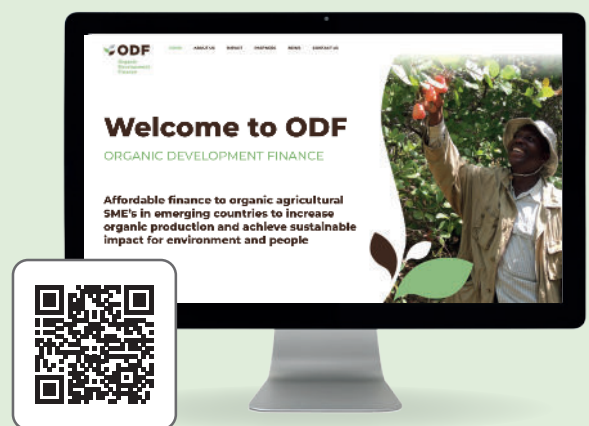 ODF
Organic
Development
Finance
HOME ABOUT US IMPACT PARTNERS NEWS CONTACT US
Welcome to ODF
ORGANIC DEVELOPMENT FINANCE
Affordable finance to organic agricultural
SME's in emerging countries to increase
organic production and achieve sustainable
impact for environment and people